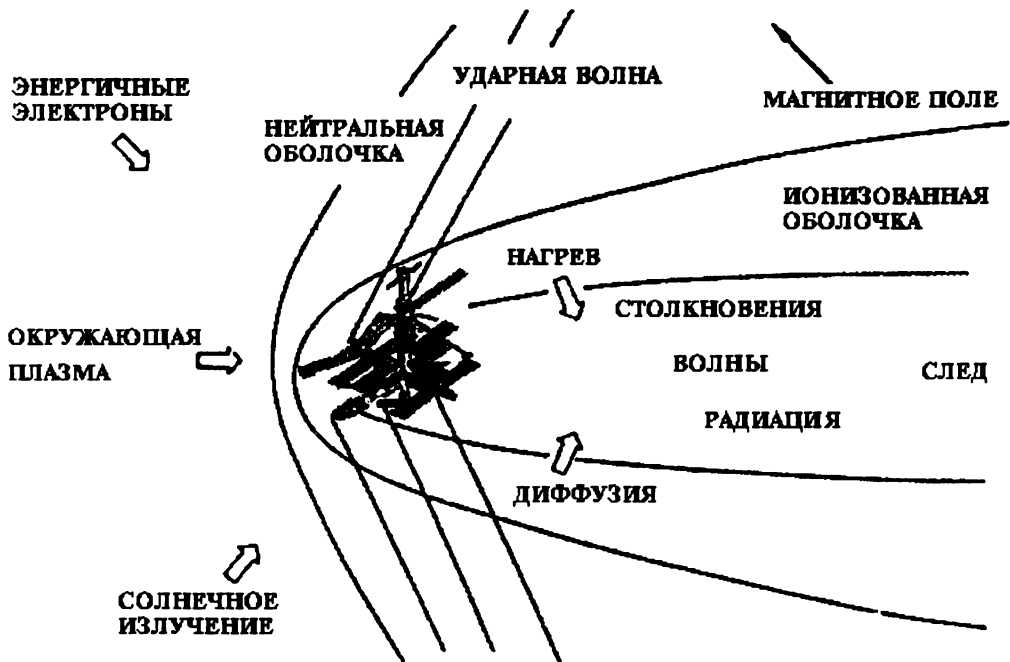 ЭНЕРГИЧНЫЕ
ЭЛЕКТРОНЫ
НЕЙТРАЛЬНАЯ
ОБОЛОЧКА
УДАРНАЯ ВОЛНА
МАГНИТНОЕ ПОЛЕ
ИОНИЗОВАННАЯ
ОБОЛОЧКА
НАГРЕВ
СТОЛКНОВЕНИЯ
ОКРУЖАЮЩАЯ
ПЛАЗМА
ВОЛНЫ
СЛЕД
РАДИАЦИЯ
ДИФФУЗИЯ
СОЛНЕЧНОЕ
ИЗЛУЧЕНИЕ